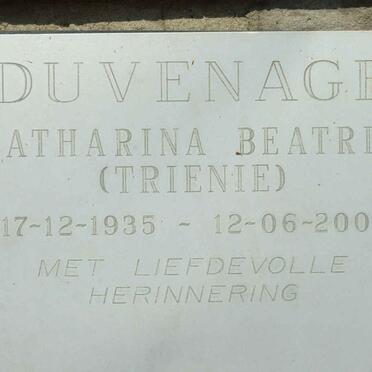 DUVENAGE
ATHARINA BEATRI
(TRIENIE)
17-12-1935 ~ 12-06-200
MET LIEFDEVOLLE
HERINNERING